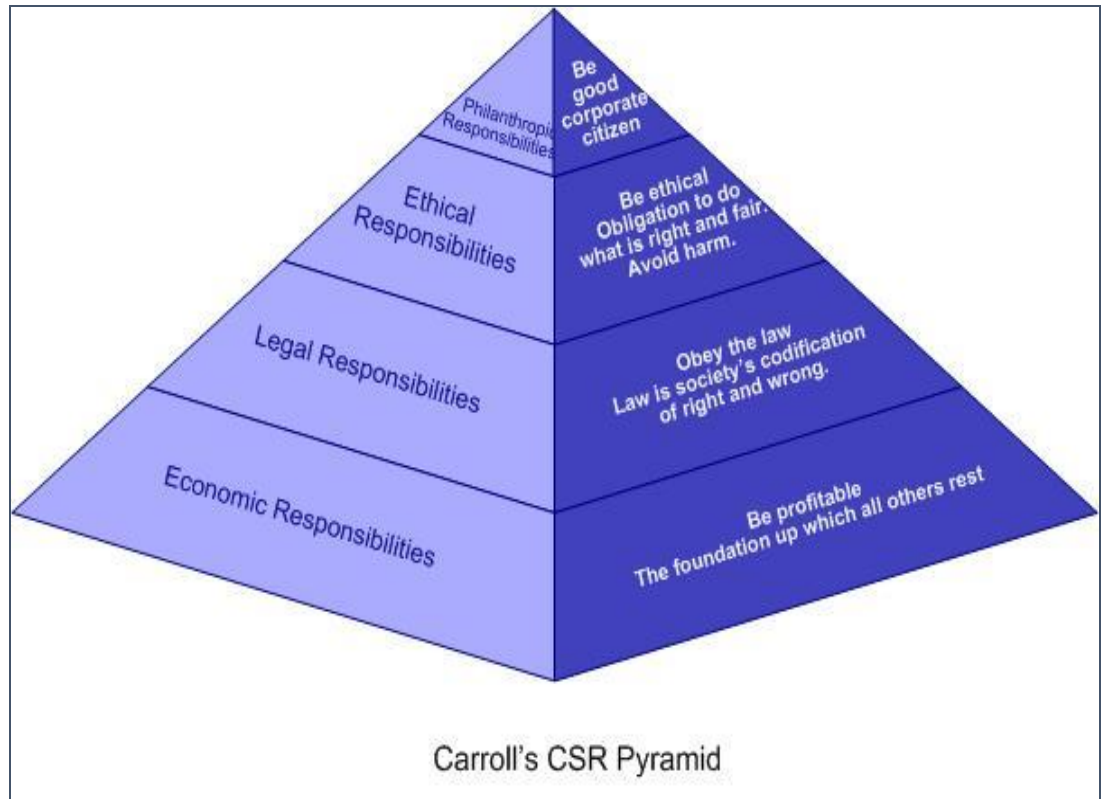 Philanthropic
Responsibilities
Be
good
corporate
citizen
Ethical
Responsibilities
Be ethical
Obligation to do
what is right and fair.
Avoid harm.
Legal Responsibilities
Obey the law
Law is society's codification
of right and wrong.
Economic Responsibilities
Be profitable
The foundation up which all others rest
Carroll's CSR Pyramid